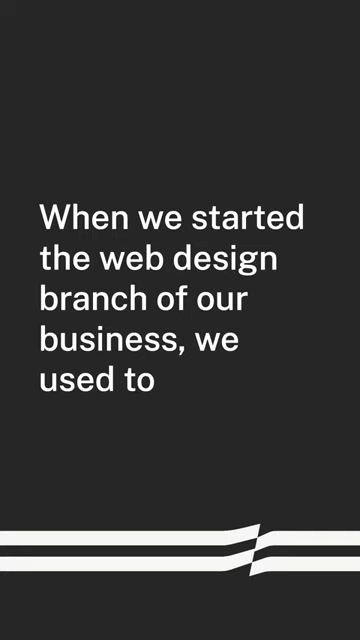 When we started
the web design
branch of our
business, we
used to